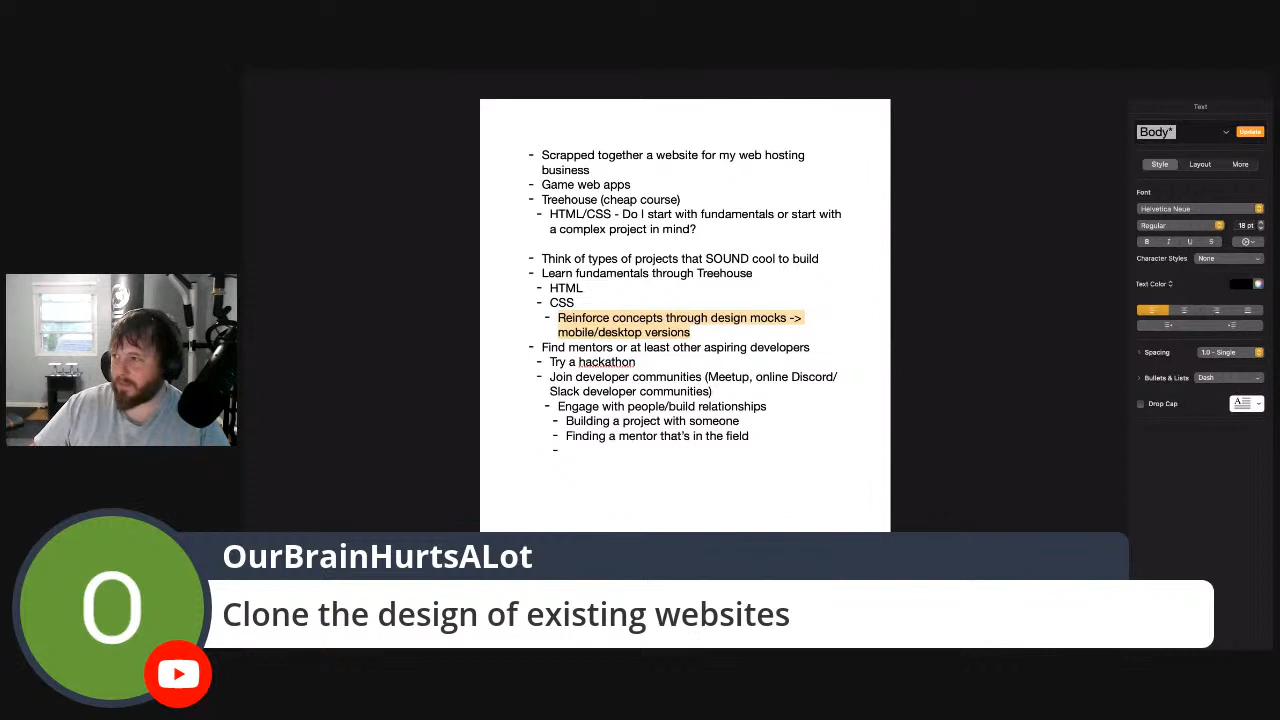 Text
Body*
Update
Style Layout More
Font
Helvetica Neue
Regular 18 pt
B I U S
Character Styles None
Text Color
Spacing 1.0 - Single
Bullets & Lists Dash
Drop Cap
- Scrapped together a website for my web hosting
business
- Game web apps
- Treehouse (cheap course)
- HTML/CSS - Do I start with fundamentals or start with
a complex project in mind?
- Think of types of projects that SOUND cool to build
- Learn fundamentals through Treehouse
- HTML
- CSS
- Reinforce concepts through design mocks ->
mobile/desktop versions
- Find mentors or at least other aspiring developers
- Try a hackathon
- Join developer communities (Meetup, online Discord/
Slack developer communities)
- Engage with people/build relationships
- Building a project with someone
- Finding a mentor that's in the field
-
O
OurBrainHurtsALot
Clone the design of existing websites